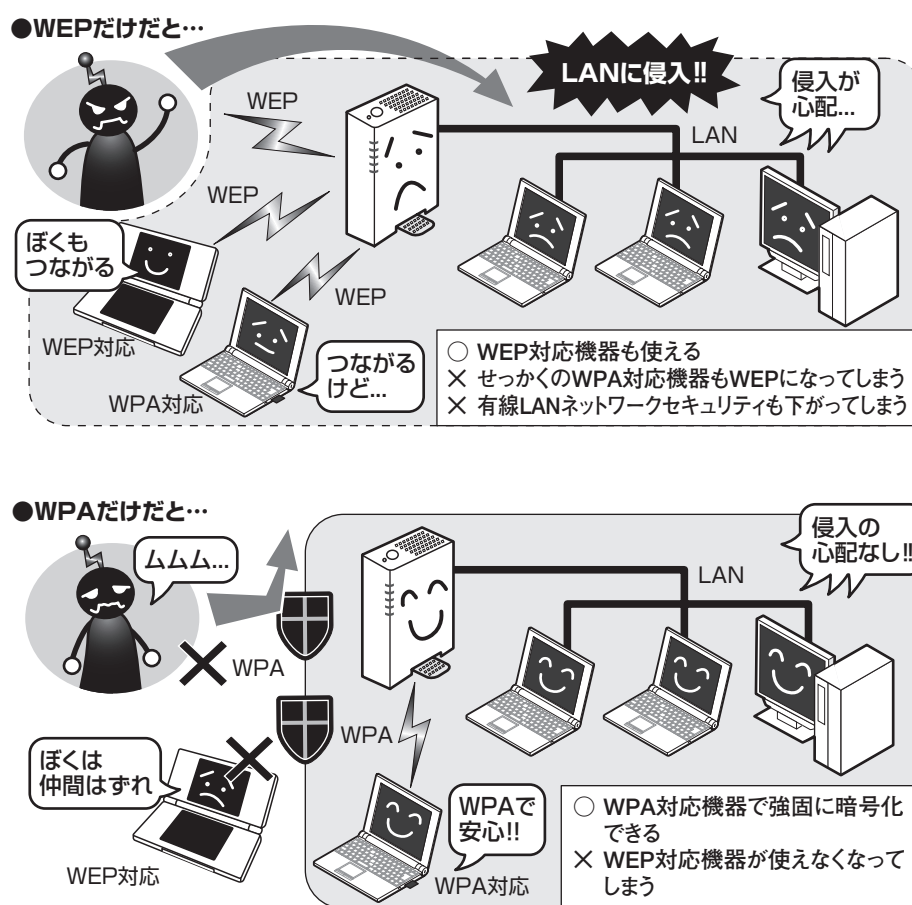 ●WEPだけだと…
LANに侵入!!
侵入が
心配...
WEP
LAN
WEP
ぼくも
つながる
WEP
WEP対応
つながる
けど...
WPA対応
○ WEP対応機器も使える
× せっかくのWPA対応機器もWEPになってしまう
× 有線LANネットワークセキュリティも下がってしまう
●WPAだけだと…
ムムム...
侵入の
心配なし!!
LAN
WPA
WPA
ぼくは
仲間はずれ
WPAで
安心!!
WEP対応
WPA対応
○ WPA対応機器で強固に暗号化
できる
× WEP対応機器が使えなくなって
しまう